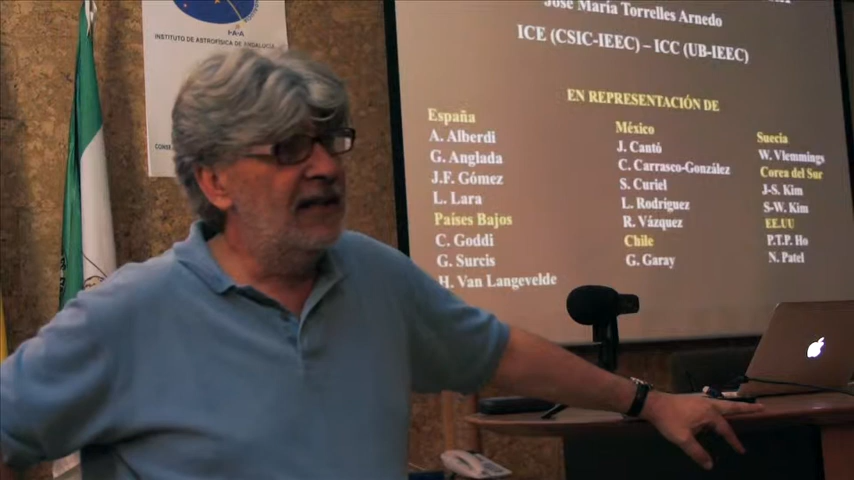 I-A-A
INSTITUTO DE ASTROFÍSICA DE ANDALUCÍA
José María Torrelles Arnedo
ICE (CSIC-IEEC) – ICC (UB-IEEC)
EN REPRESENTACIÓN DE
España
A. Alberdi
G. Anglada
J.F. Gómez
L. Lara
Países Bajos
C. Goddi
G. Surcis
H. Van Langevelde
México
J. Cantó
C. Carrasco-González
S. Curiel
L. Rodríguez
R. Vázquez
Chile
G. Garay
Suecia
W. Vlemmings
Corea del Sur
J-S. Kim
S-W. Kim
EE.UU
P.T.P. Ho
N. Patel